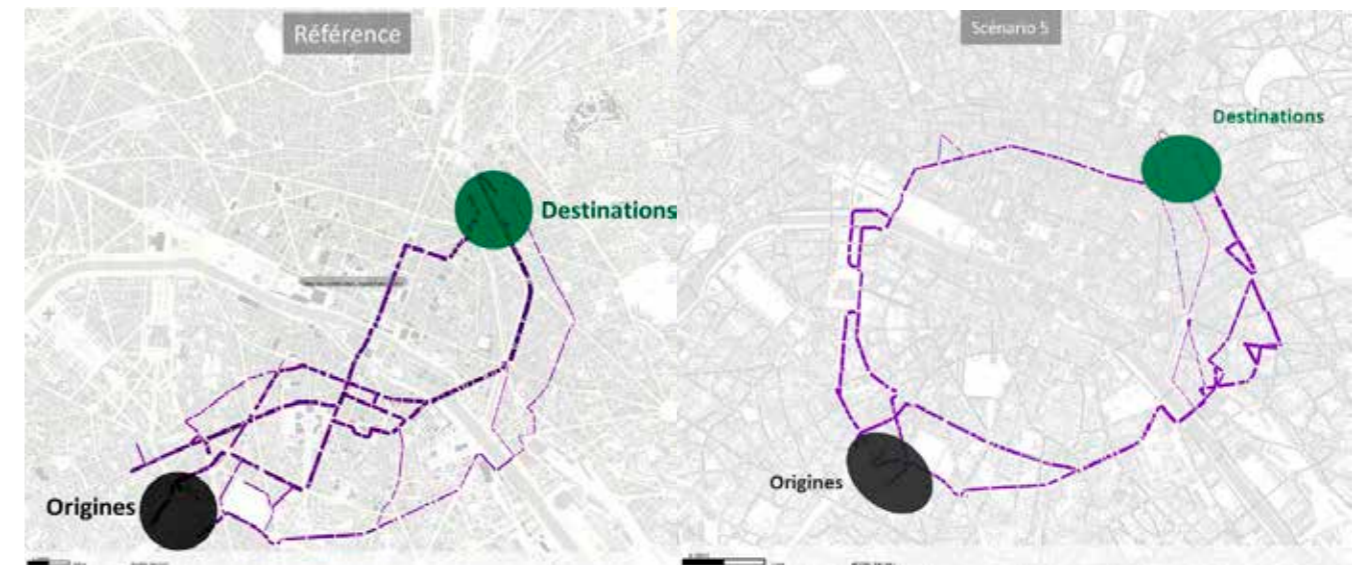 Référence
Destinations
Origines
Scénario 5
Destinations
Origines